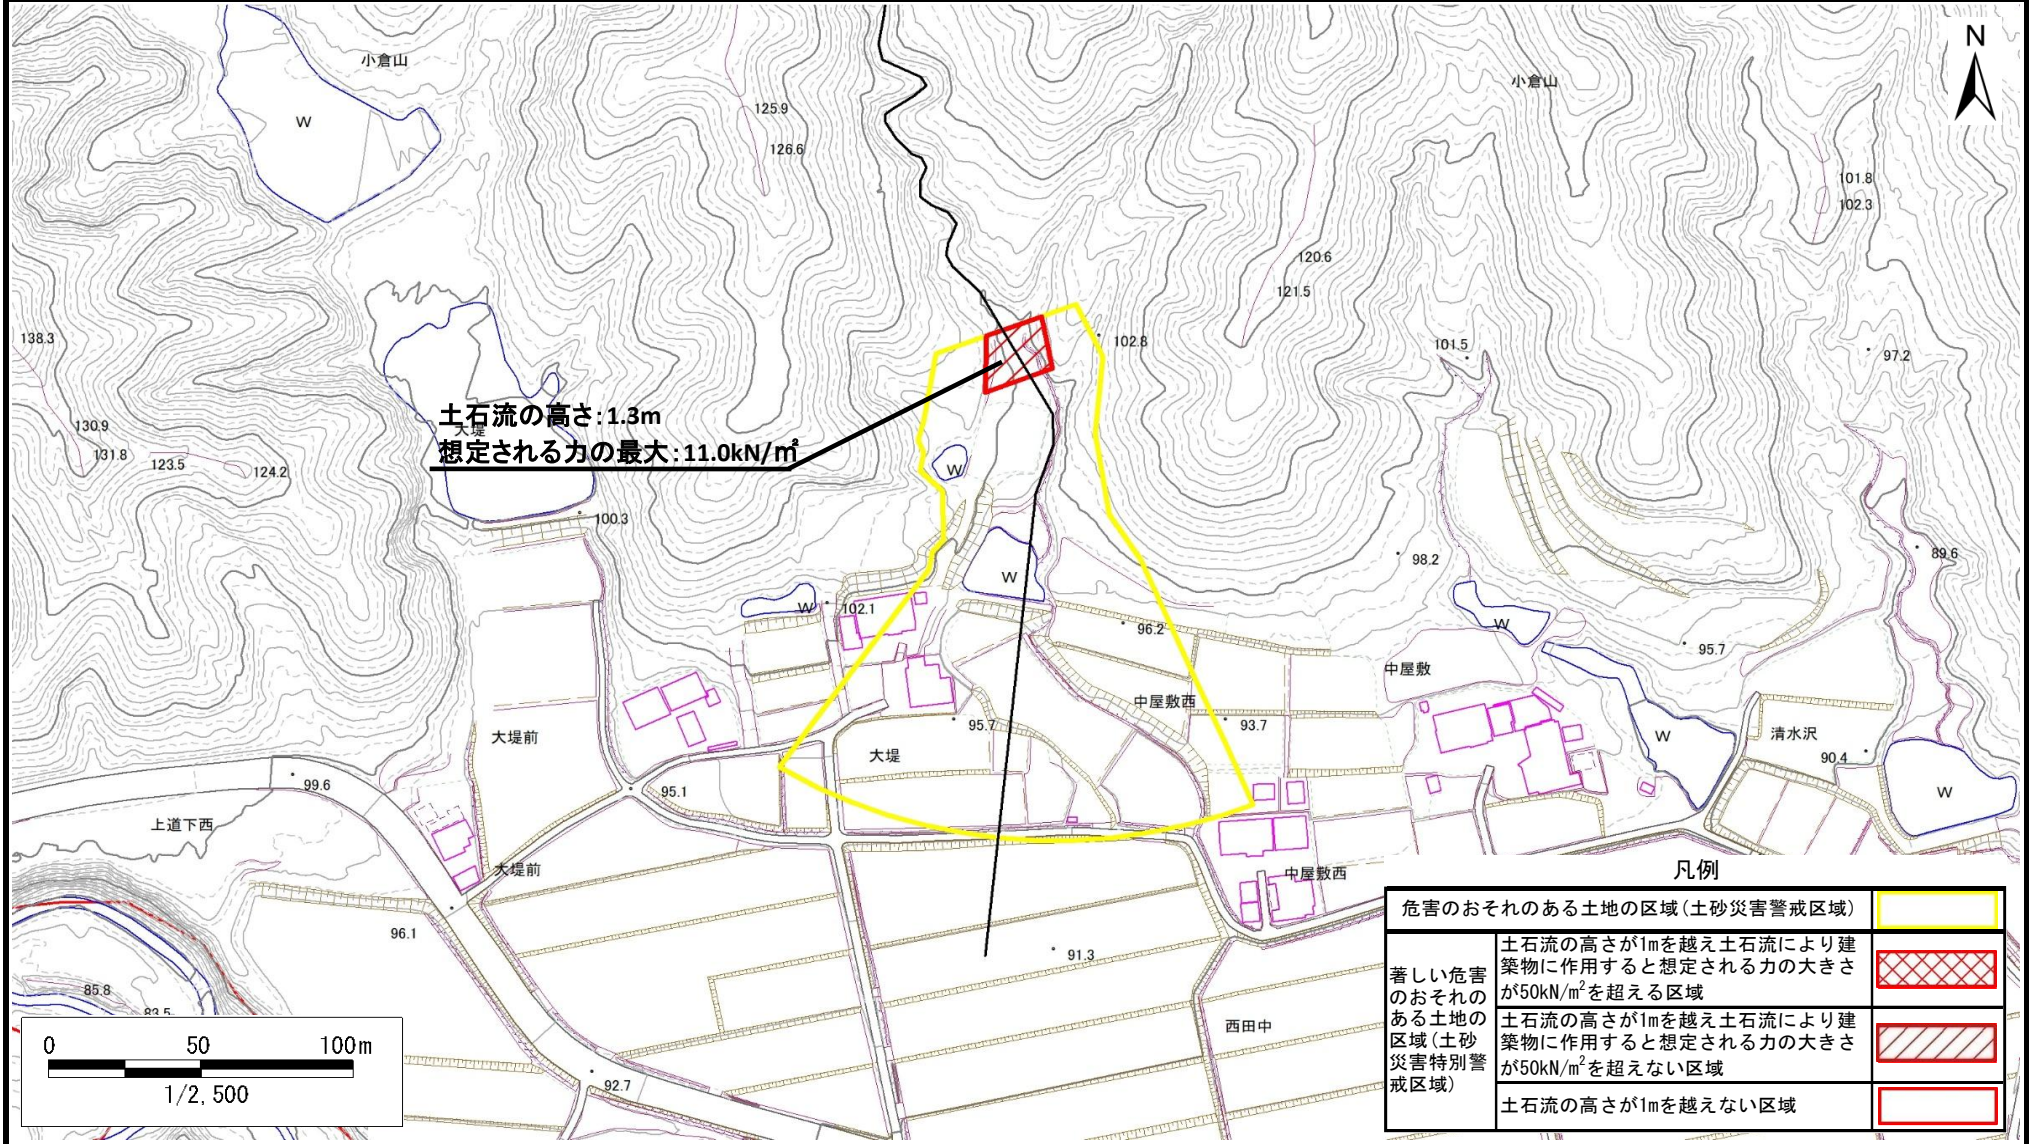 小倉山
N
小倉山
W
125.9
126.6
101.8
102.3
120.6
121.5
138.3
102.8
101.5
97.2
土石流の高さ:1.3m
大堤
想定される力の最大:11.0kN/㎡
130.9
131.8
123.5
124.2
W
100.3
98.2
89.6
W
W
102.1
96.2
W
95.7
中屋敷
中屋敷西
95.7
93.7
大堤前
大堤
W
清水沢
90.4
99.6
95.1
W
上道下西
大堤前
中屋敷西
96.1
91.3
85.8
83.5
西田中
92.7
0 50 100m
1/2,500
凡例
危害のおそれのある土地の区域(土砂災害警戒区域)
著しい危害
のおそれの
ある土地の
区域(土砂
災害特別警
戒区域)
土石流の高さが1mを越え土石流により建
築物に作用すると想定される力の大きさ
が50kN/m²を超える区域
土石流の高さが1mを越え土石流により建
築物に作用すると想定される力の大きさ
が50kN/m²を超えない区域
土石流の高さが1mを越えない区域